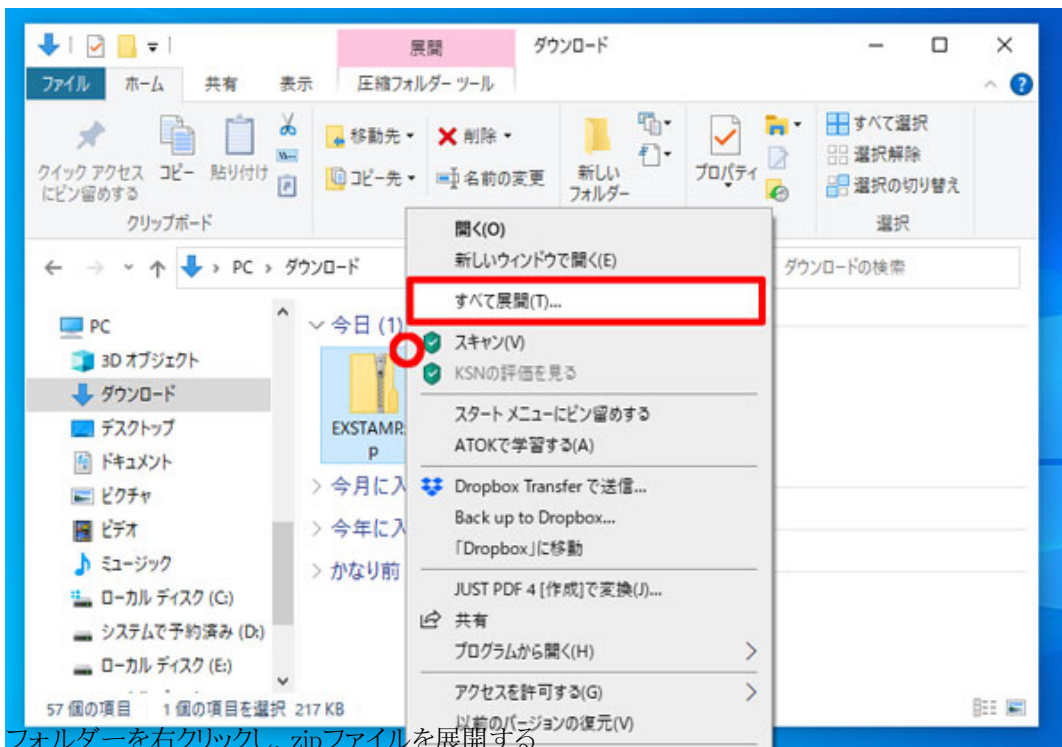 展開
ダウンロード
ファイル
ホーム
共有
表示
圧縮フォルダー ツール
クイック アクセス
にピン留めする
コピー
貼り付け
移動先
コピー先
削除
名前の変更
新しい
フォルダー
プロパティ
すべて選択
選択解除
選択の切り替え
クリップボード
選択
PC › ダウンロード
ダウンロードの検索
PC
3D オブジェクト
ダウンロード
デスクトップ
ドキュメント
ピクチャ
ビデオ
ミュージック
ローカル ディスク (C:)
システムで予約済み (D:)
ローカル ディスク (E:)
今日 (1)
EXSTAMP.
p
今月に入
今年に入
かなり前
開く(O)
新しいウィンドウで開く(E)
すべて展開(T)...
スキャン(V)
KSNの評価を見る
スタート メニューにピン留めする
ATOKで学習する(A)
Dropbox Transfer で送信...
Back up to Dropbox...
「Dropbox」に移動
JUST PDF 4 [作成]で変換(J)...
共有
プログラムから開く(H)
アクセスを許可する(G)
以前のバージョンの復元(V)
57 個の項目
1 個の項目を選択 217 KB
フォルダーを右クリックし、zipファイルを展開する